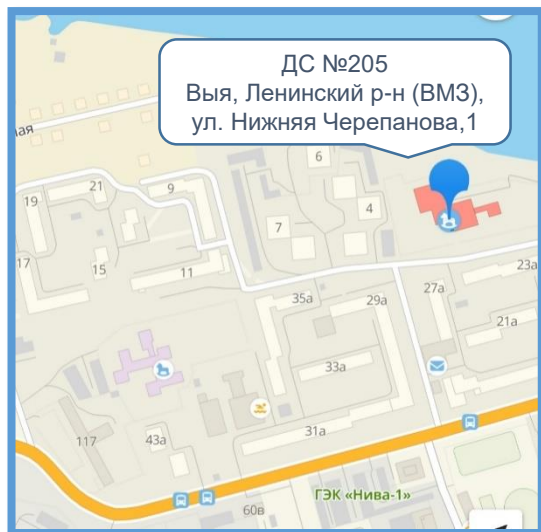 ДС №205
Выя, Ленинский р-н (ВМЗ),
ул. Нижняя Черепанова,1
ная
6
21
9
19
4
7
17
15
11
23а
35а
29а
27а
21а
33а
31а
117
43а
ГЭК «Нива-1»
60в